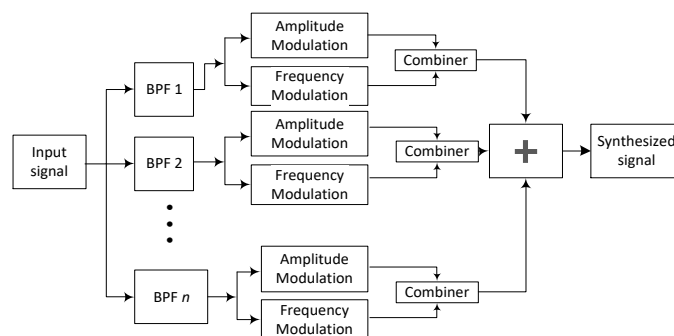 Input
signal
BPF 1
Amplitude
Modulation
Frequency
Modulation
Combiner
BPF 2
Amplitude
Modulation
Frequency
Modulation
Combiner
BPF n
Amplitude
Modulation
Frequency
Modulation
Combiner
+
Synthesized
signal